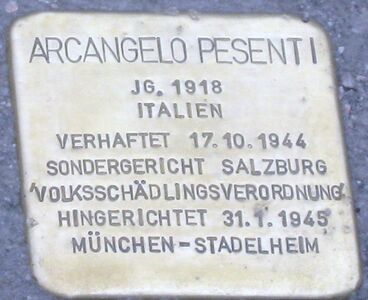 ARCANGELO PESENTI
JG. 1918
ITALIEN
VERHAFTET 17.10.1944
SONDERGERICHT SALZBURG
'VOLKSSCHÄDLINGSVERORDNUNG'
HINGERICHTET 31.1.1945
MÜNCHEN-STADELHEIM